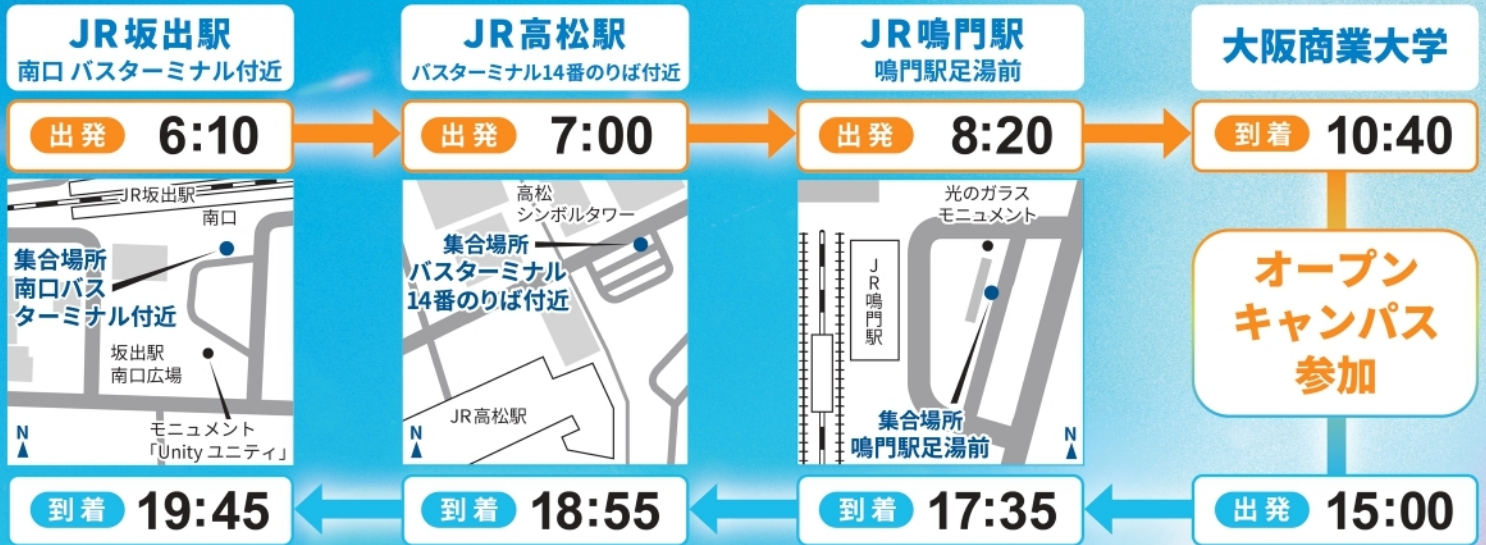 JR坂出駅
南口 バスターミナル付近
JR高松駅
バスターミナル14番のりば付近
JR鳴門駅
鳴門駅足湯前
大阪商業大学
出発 6:10
出発 7:00
出発 8:20
到着 10:40
JR坂出駅
南口
集合場所
南口バス
ターミナル付近
坂出駅
南口広場
モニュメント
「Unity ユニティ」
N
高松
シンボルタワー
集合場所
バスターミナル
14番のりば付近
JR高松駅
N
光のガラス
モニュメント
JR鳴門駅
集合場所
鳴門駅足湯前
N
オープン
キャンパス
参加
到着 19:45
到着 18:55
到着 17:35
出発 15:00